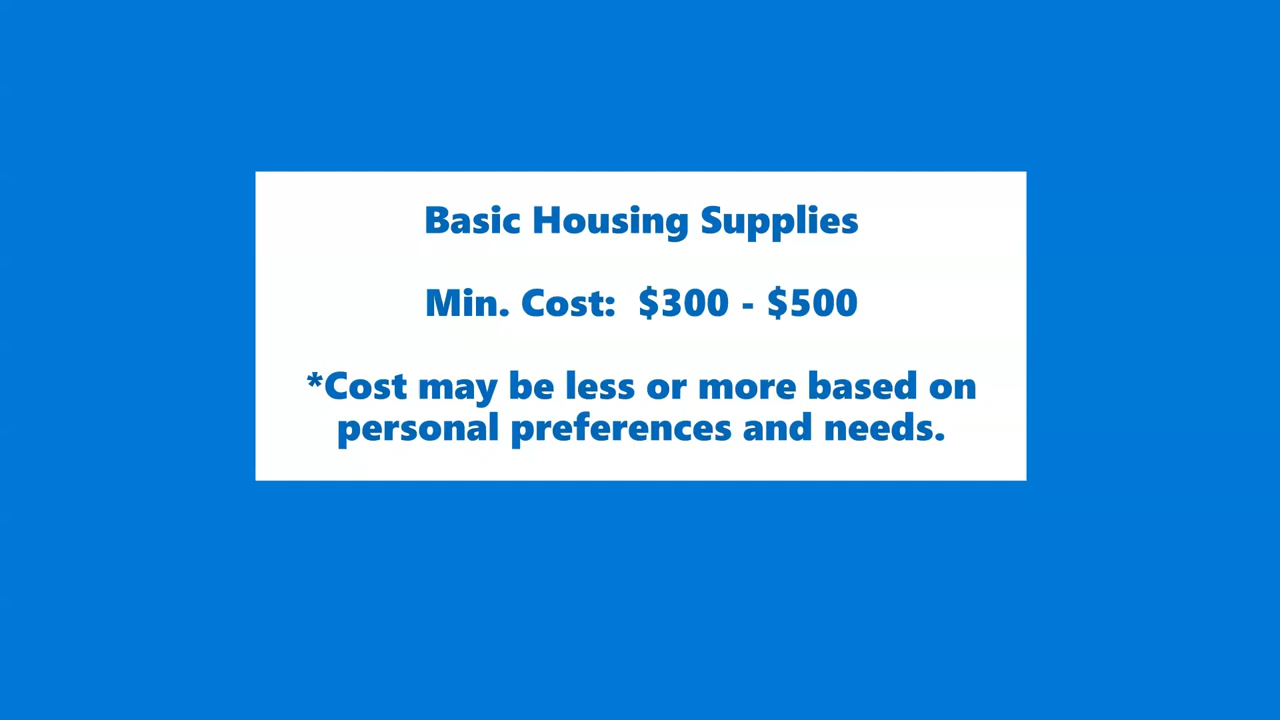 Basic Housing Supplies
Min. Cost:  $300 - $500
*Cost may be less or more based on
personal preferences and needs.